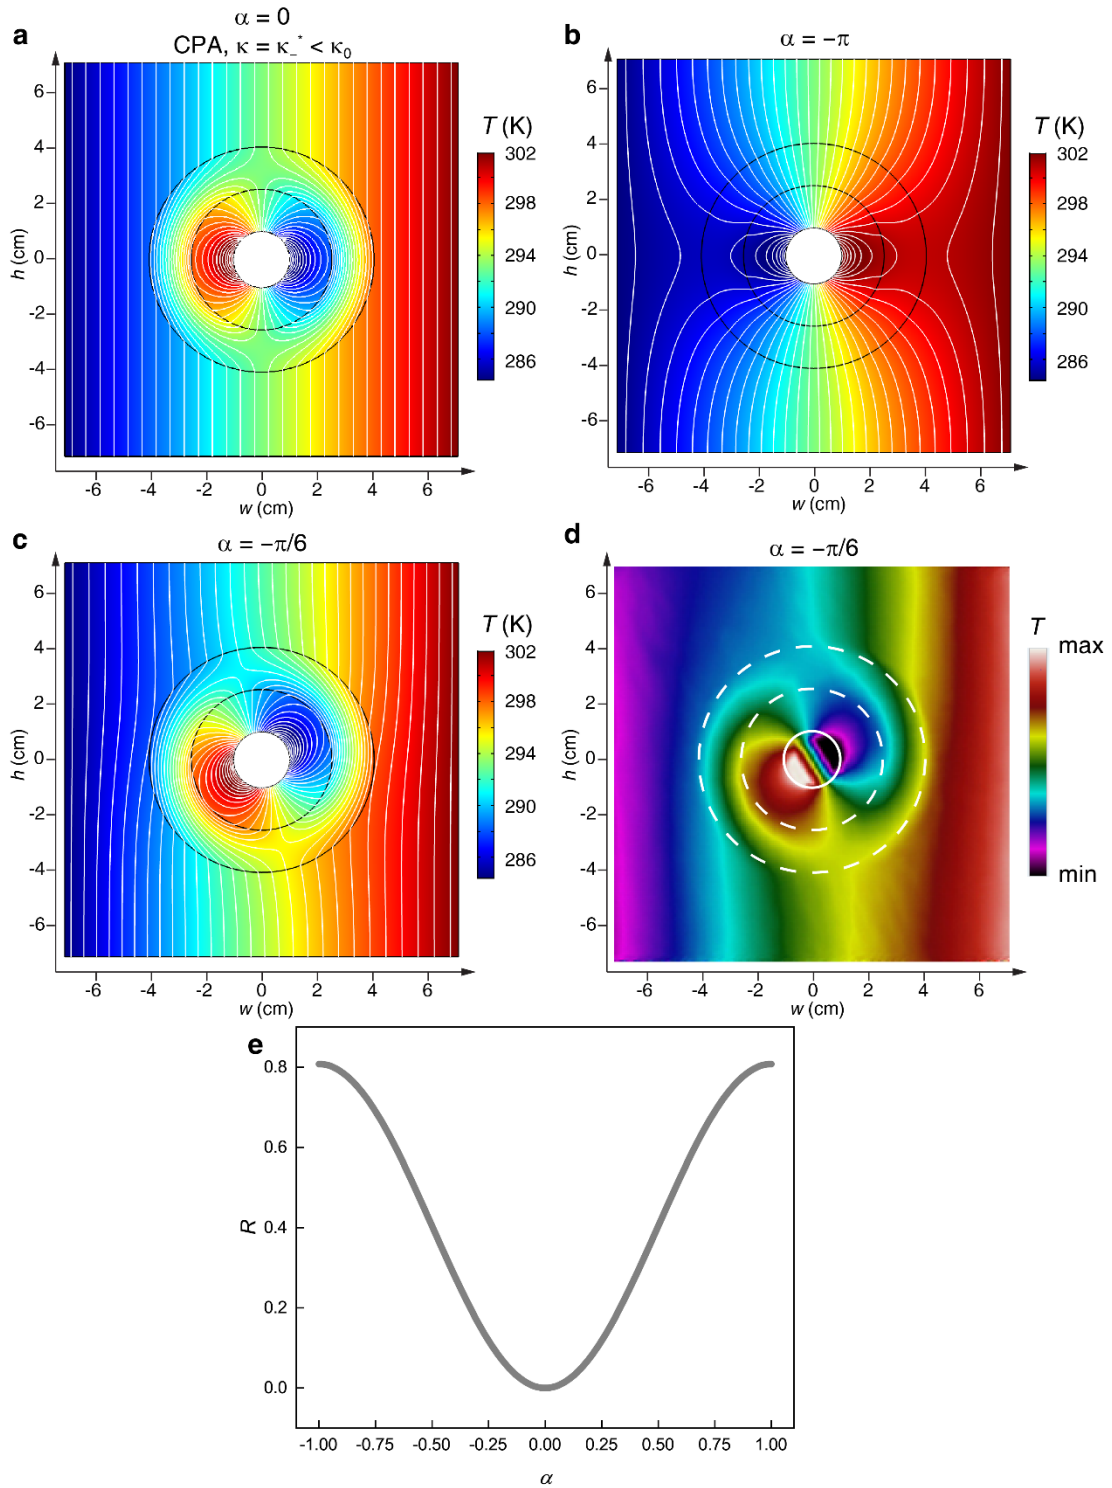 a
α = 0
CPA, κ = κ₋* < κ₀
6
4
2
0
-2
-4
-6
h (cm)
-6 -4 -2 0 2 4 6
w (cm)
T (K)
302
298
294
290
286
b
α = −π
6
4
2
0
-2
-4
-6
h (cm)
-6 -4 -2 0 2 4 6
w (cm)
T (K)
302
298
294
290
286
c
α = −π/6
6
4
2
0
-2
-4
-6
h (cm)
-6 -4 -2 0 2 4 6
w (cm)
T (K)
302
298
294
290
286
d
α = −π/6
6
4
2
0
-2
-4
-6
h (cm)
-6 -4 -2 0 2 4 6
w (cm)
T
max
min
e
0.8
0.6
0.4
0.2
0.0
R
-1.00 -0.75 -0.50 -0.25 0.00 0.25 0.50 0.75 1.00
α